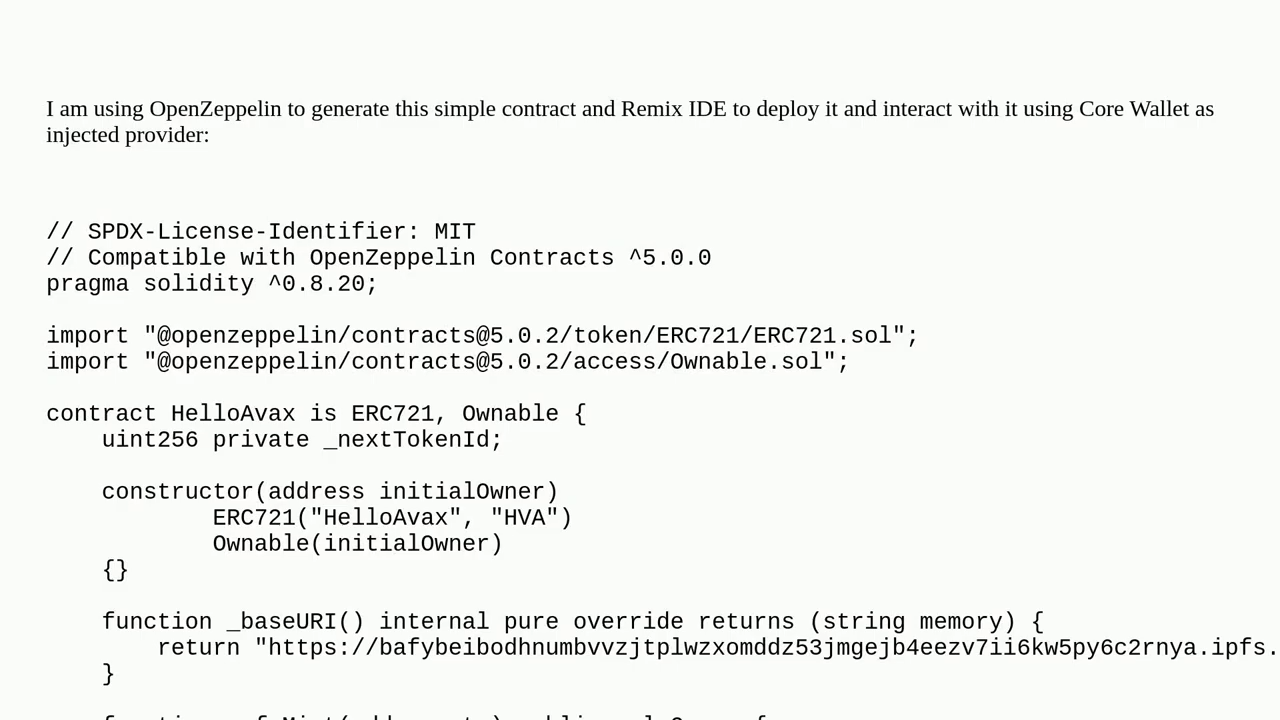 I am using OpenZeppelin to generate this simple contract and Remix IDE to deploy it and interact with it using Core Wallet as
injected provider:
// SPDX-License-Identifier: MIT
// Compatible with OpenZeppelin Contracts ^5.0.0
pragma solidity ^0.8.20;
import "@openzeppelin/contracts@5.0.2/token/ERC721/ERC721.sol";
import "@openzeppelin/contracts@5.0.2/access/Ownable.sol";
contract HelloAvax is ERC721, Ownable {
    uint256 private _nextTokenId;
    constructor(address initialOwner)
            ERC721("HelloAvax", "HVA")
            Ownable(initialOwner)
    {}
    function _baseURI() internal pure override returns (string memory) {
        return "https://bafybeibodhnumbvvzjtplwzxomddz53jmgejb4eezv7ii6kw5py6c2rnya.ipfs.
    }